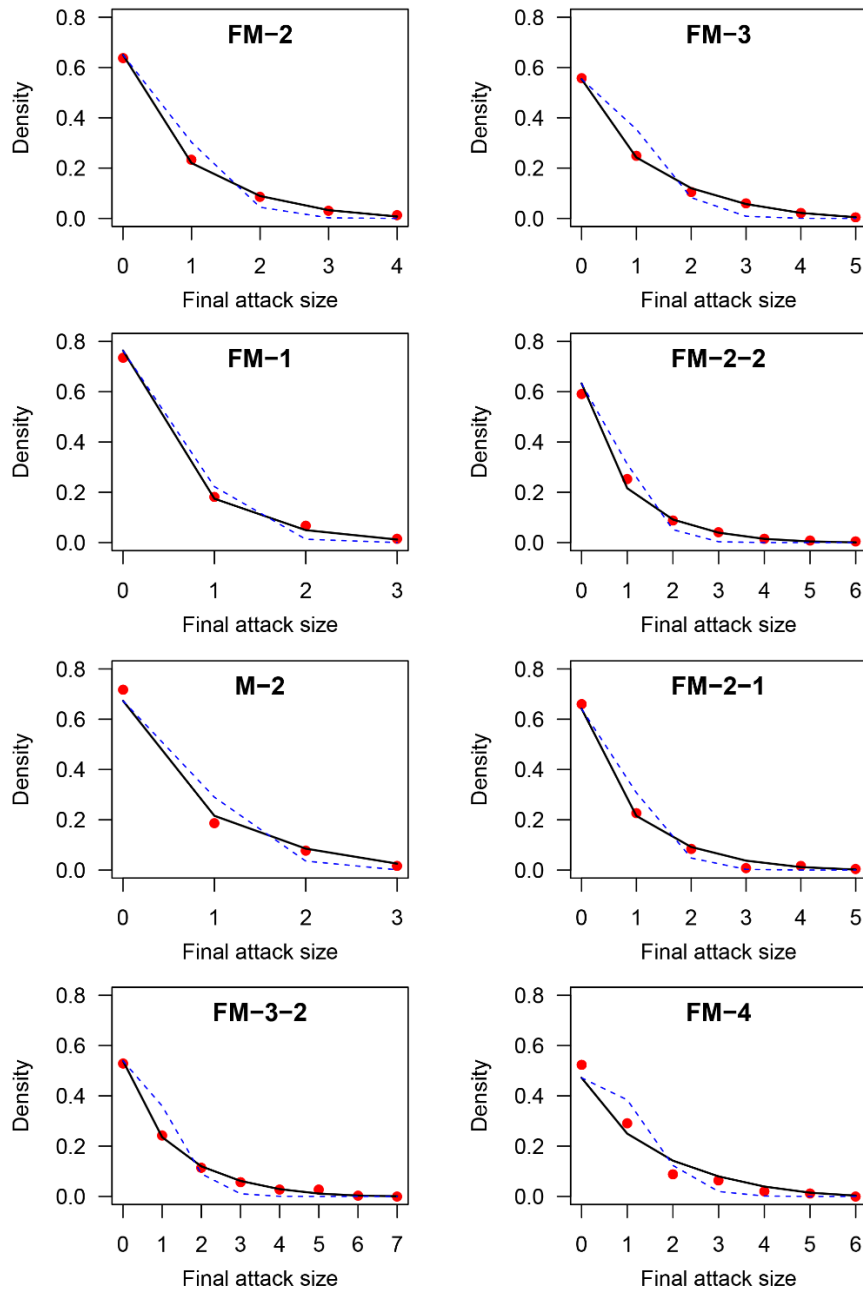 FM−2
Density
0.8
0.6
0.4
0.2
0.0
0 1 2 3 4
Final attack size
FM−3
Density
0.8
0.6
0.4
0.2
0.0
0 1 2 3 4 5
Final attack size
FM−1
Density
0.8
0.6
0.4
0.2
0.0
0 1 2 3
Final attack size
FM−2−2
Density
0.8
0.6
0.4
0.2
0.0
0 1 2 3 4 5 6
Final attack size
M−2
Density
0.8
0.6
0.4
0.2
0.0
0 1 2 3
Final attack size
FM−2−1
Density
0.8
0.6
0.4
0.2
0.0
0 1 2 3 4 5
Final attack size
FM−3−2
Density
0.8
0.6
0.4
0.2
0.0
0 1 2 3 4 5 6 7
Final attack size
FM−4
Density
0.8
0.6
0.4
0.2
0.0
0 1 2 3 4 5 6
Final attack size